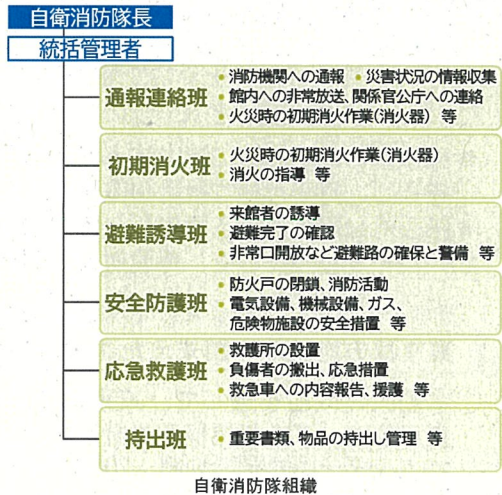 自衛消防隊長
統括管理者
通報連絡班
• 消防機関への通報 • 災害状況の情報収集
• 館内への非常放送、関係官公庁への連絡
• 火災時の初期消火作業(消火器) 等
初期消火班
• 火災時の初期消火作業(消火器)
• 消火の指導 等
避難誘導班
• 来館者の誘導
• 避難完了の確認
• 非常口開放など避難路の確保と警備 等
安全防護班
• 防火戸の閉鎖、消防活動
• 電気設備、機械設備、ガス、
危険物施設の安全措置 等
応急救護班
• 救護所の設置
• 負傷者の搬出、応急措置
• 救急車への内容報告、援護 等
持出班
• 重要書類、物品の持出し管理 等
自衛消防隊組織